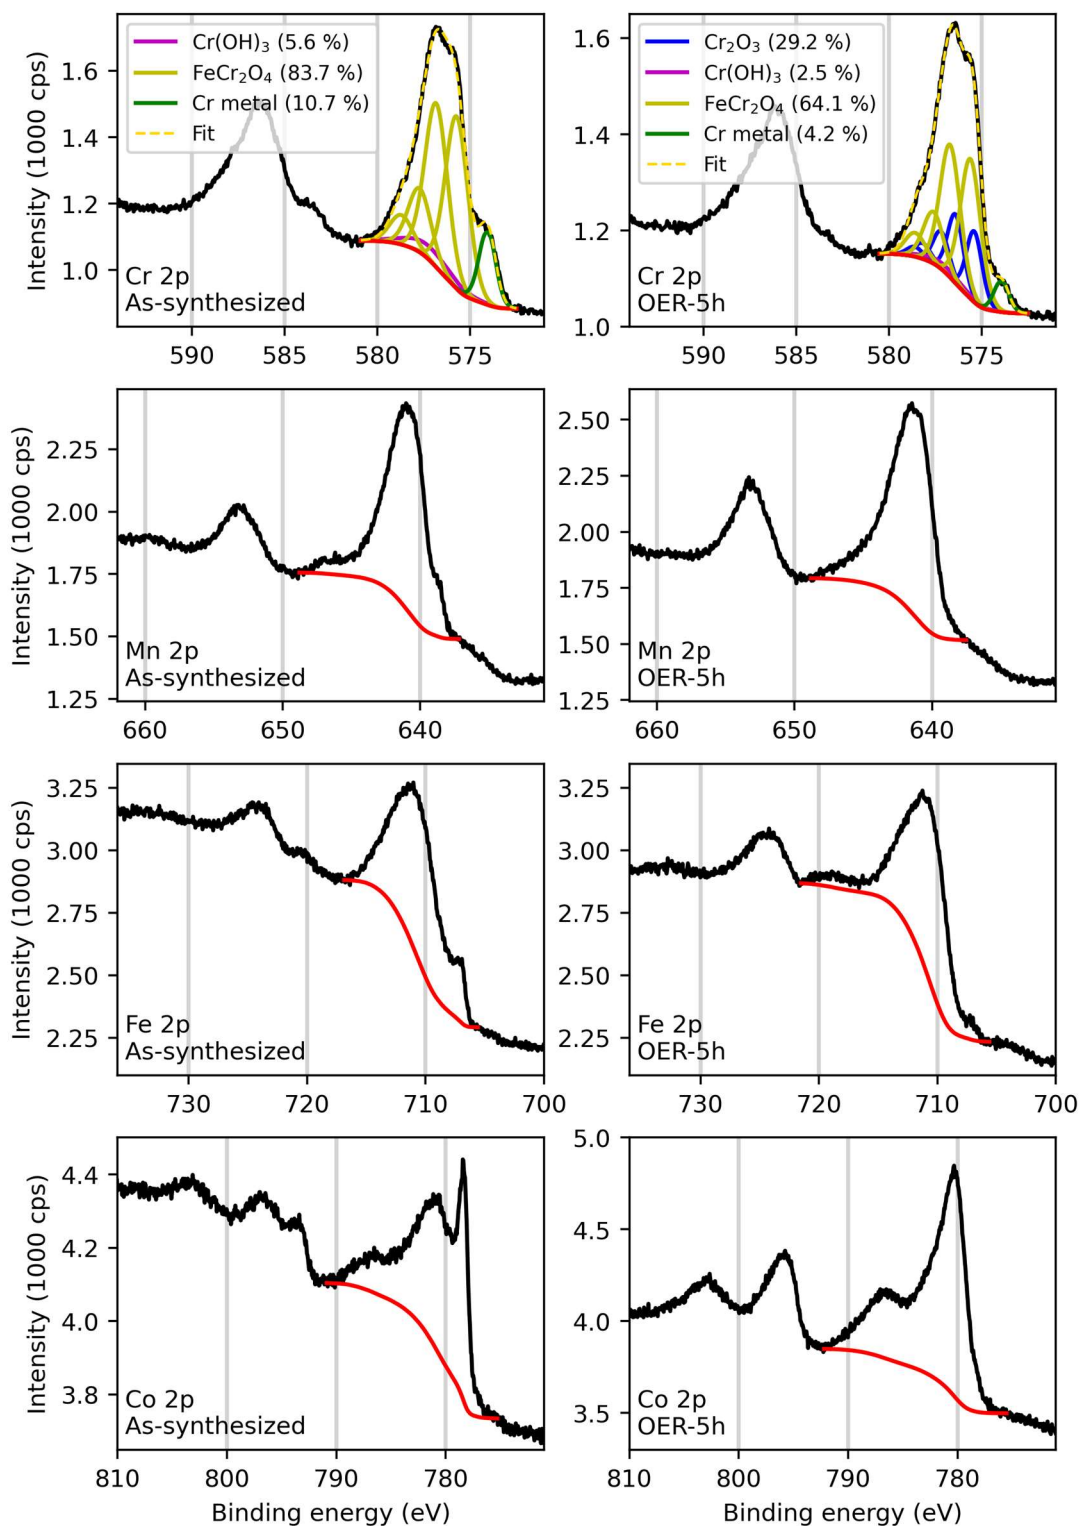 Intensity (1000 cps)
1.6
1.4
1.2
1.0
Cr(OH)₃ (5.6 %)
FeCr₂O₄ (83.7 %)
Cr metal (10.7 %)
Fit
Cr 2p
As-synthesized
590
585
580
575
1.6
1.4
1.2
1.0
Cr₂O₃ (29.2 %)
Cr(OH)₃ (2.5 %)
FeCr₂O₄ (64.1 %)
Cr metal (4.2 %)
Fit
Cr 2p
OER-5h
590
585
580
575
Intensity (1000 cps)
2.25
2.00
1.75
1.50
1.25
Mn 2p
As-synthesized
660
650
640
2.50
2.25
2.00
1.75
1.50
1.25
Mn 2p
OER-5h
660
650
640
Intensity (1000 cps)
3.25
3.00
2.75
2.50
2.25
Fe 2p
As-synthesized
730
720
710
700
3.25
3.00
2.75
2.50
2.25
Fe 2p
OER-5h
730
720
710
700
Intensity (1000 cps)
4.4
4.2
4.0
3.8
Co 2p
As-synthesized
810
800
790
780
Binding energy (eV)
5.0
4.5
4.0
3.5
Co 2p
OER-5h
810
800
790
780
Binding energy (eV)